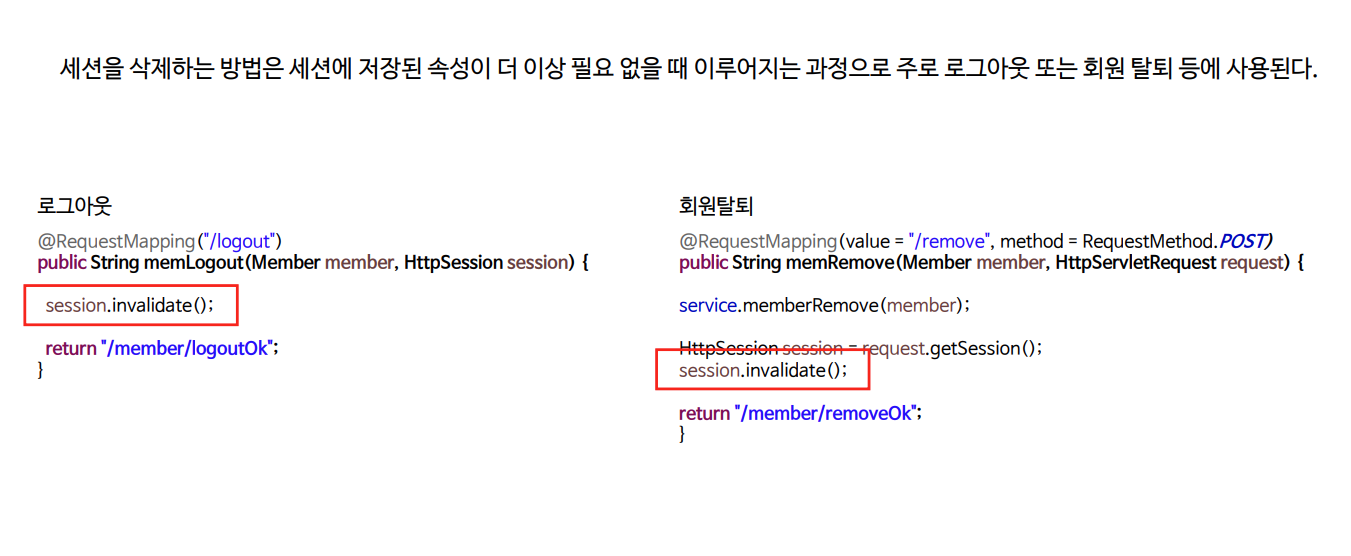 세션을 삭제하는 방법은 세션에 저장된 속성이 더 이상 필요 없을 때 이루어지는 과정으로 주로 로그아웃 또는 회원 탈퇴 등에 사용된다.
로그아웃
@RequestMapping("/logout")
public String memLogout(Member member, HttpSession session) {
session.invalidate();
return "/member/logoutOk";
}
회원탈퇴
@RequestMapping(value = "/remove", method = RequestMethod.POST)
public String memRemove(Member member, HttpServletRequest request) {
service.memberRemove(member);
HttpSession session = request.getSession();
session.invalidate();
return "/member/removeOk";
}